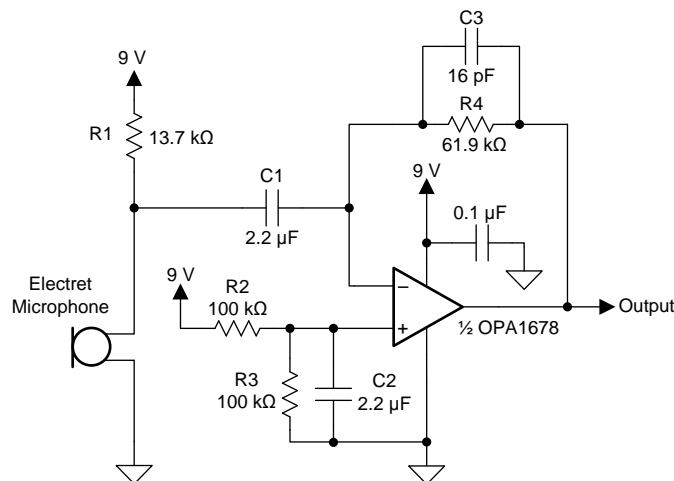 C3
16 pF
R4
61.9 kΩ
9 V
R1
13.7 kΩ
C1
2.2 µF
9 V
0.1 µF
Electret
Microphone
9 V
R2
100 kΩ
½ OPA1678
Output
R3
100 kΩ
C2
2.2 µF